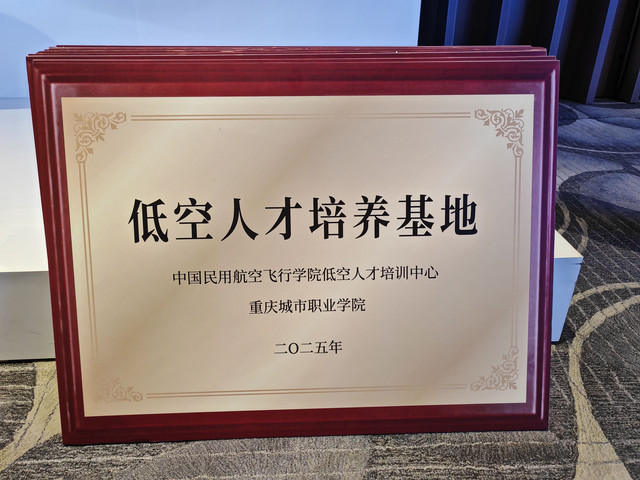 低空人才培养基地
中国民用航空飞行学院低空人才培训中心
重庆城市职业学院
二〇二五年